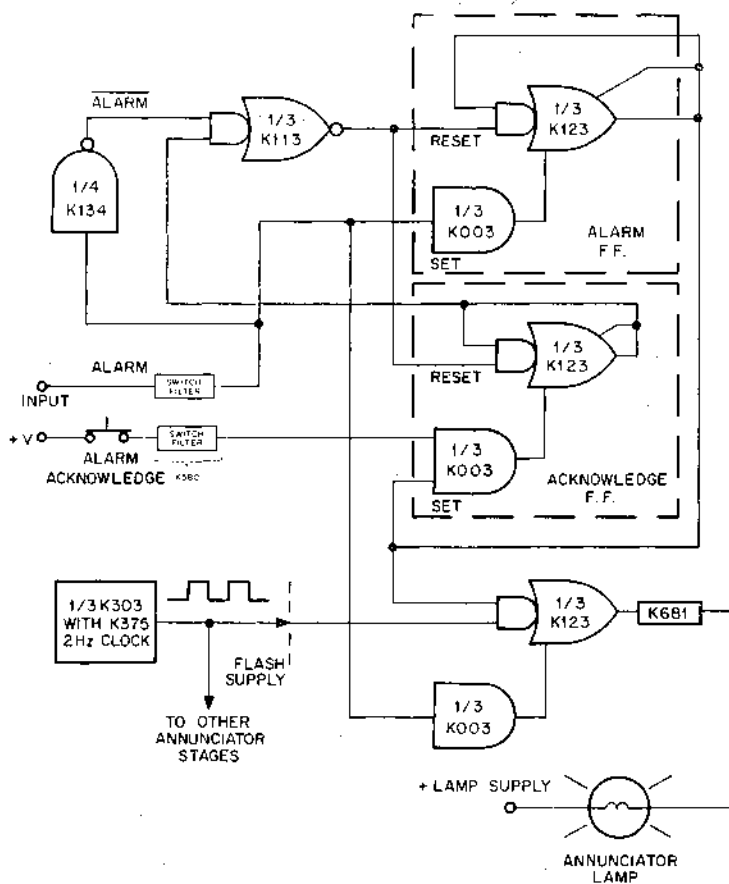 ALARM
1/3
K113
1/3
K123
RESET
1/4
K134
1/3
K003
SET
ALARM
F.F.
ALARM
INPUT
SWITCH
FILTER
1/3
K123
RESET
+V
ALARM
ACKNOWLEDGE
SWITCH
FILTER
K580
1/3
K003
SET
ACKNOWLEDGE
F.F.
1/3 K303
WITH K375
2Hz CLOCK
FLASH
SUPPLY
TO OTHER
ANNUNCIATOR
STAGES
1/3
K123
K681
1/3
K003
+ LAMP SUPPLY
ANNUNCIATOR
LAMP